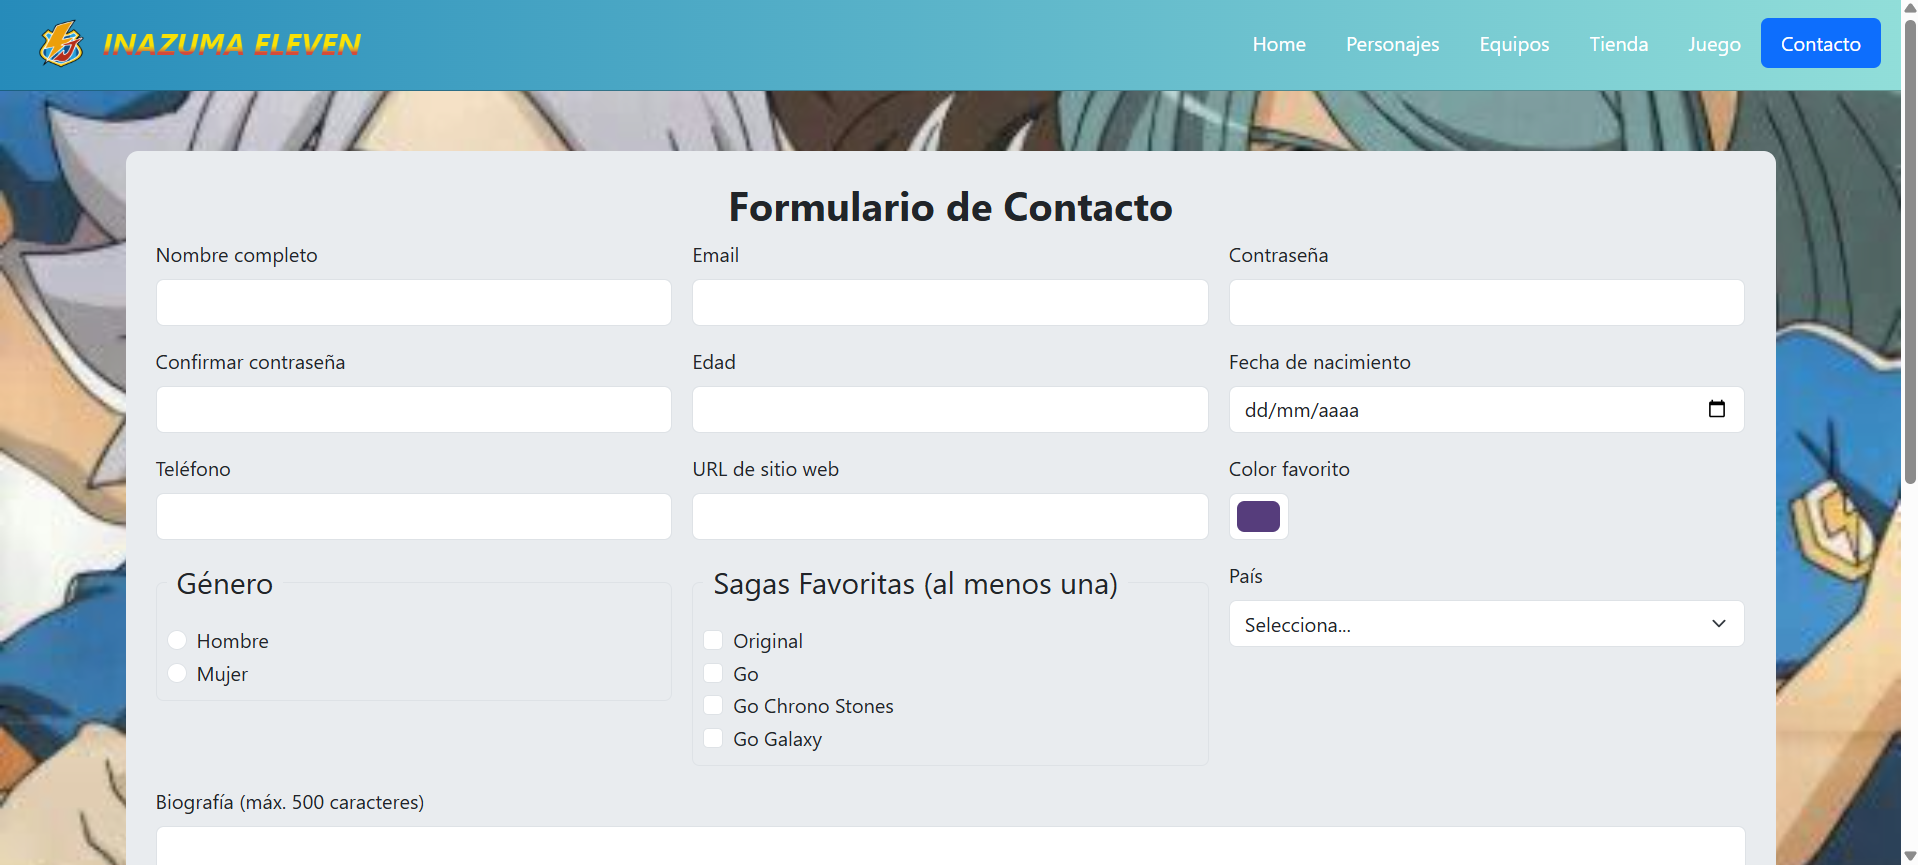 INAZUMA ELEVEN
Home Personajes Equipos Tienda Juego Contacto
Formulario de Contacto
Nombre completo Email Contraseña
Confirmar contraseña Edad Fecha de nacimiento
dd/mm/aaaa
Teléfono URL de sitio web Color favorito
Género Sagas Favoritas (al menos una) País
Selecciona...
Hombre Original
Mujer Go
Go Chrono Stones
Go Galaxy
Biografía (máx. 500 caracteres)